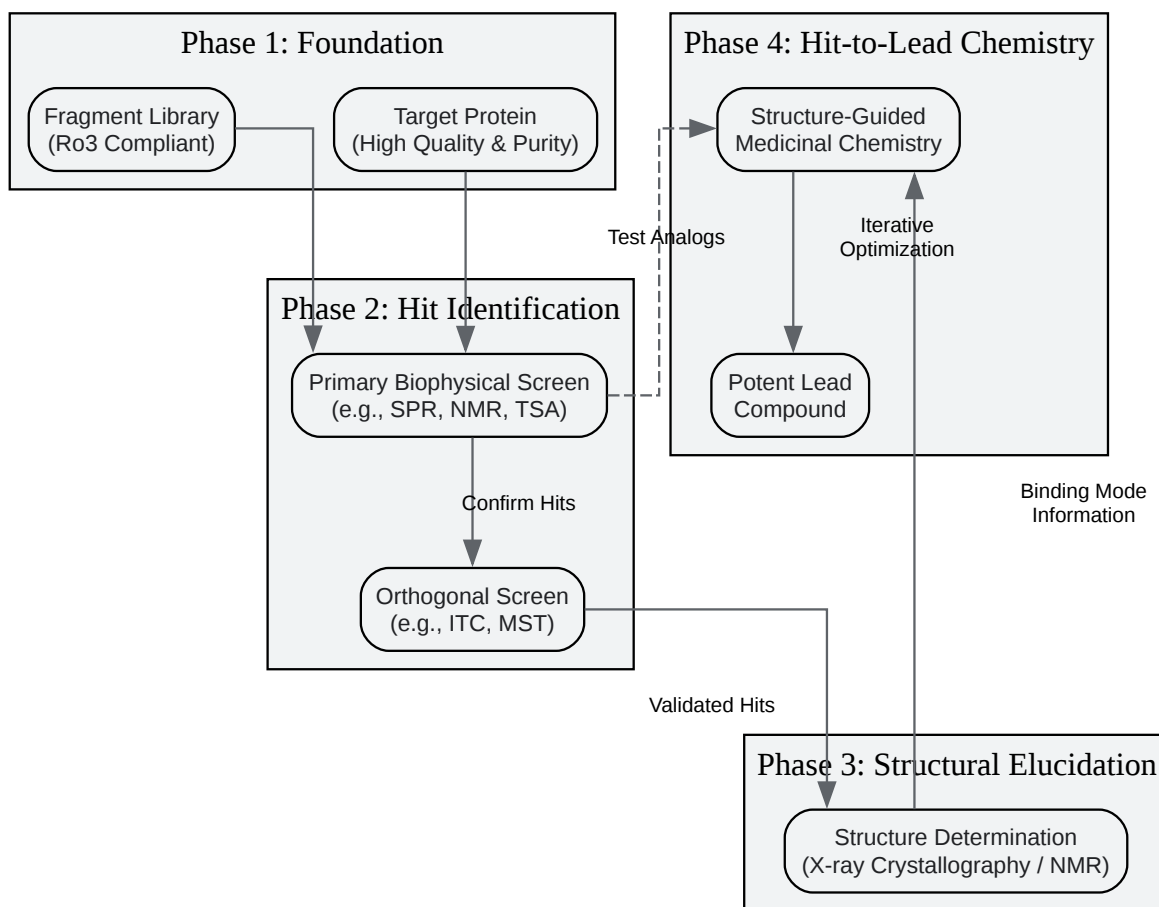 Phase 1: Foundation
Fragment Library
(Ro3 Compliant)
Target Protein
(High Quality & Purity)
Phase 4: Hit-to-Lead Chemistry
Structure-Guided
Medicinal Chemistry
Test Analogs
Iterative
Optimization
Phase 2: Hit Identification
Primary Biophysical Screen
(e.g., SPR, NMR, TSA)
Potent Lead
Compound
Confirm Hits
Binding Mode
Information
Orthogonal Screen
(e.g., ITC, MST)
Validated Hits
Phase 3: Structural Elucidation
Structure Determination
(X-ray Crystallography / NMR)